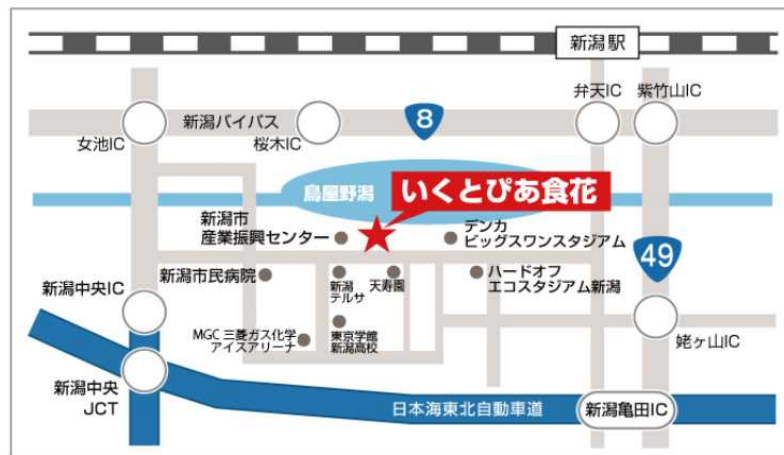 新潟駅
弁天IC
紫竹山IC
新潟バイパス
8
女池IC
桜木IC
鳥屋野潟
いくとぴあ食花
新潟市
産業振興センター
デンカ
ビッグスワンスタジアム
49
新潟市民病院
新潟
テルサ
天寿園
ハードオフ
エコスタジアム新潟
新潟中央IC
MGC三菱ガス化学
アイスアリーナ
東京学館
新潟高校
姥ヶ山IC
新潟中央
JCT
日本海東北自動車道
新潟亀田IC